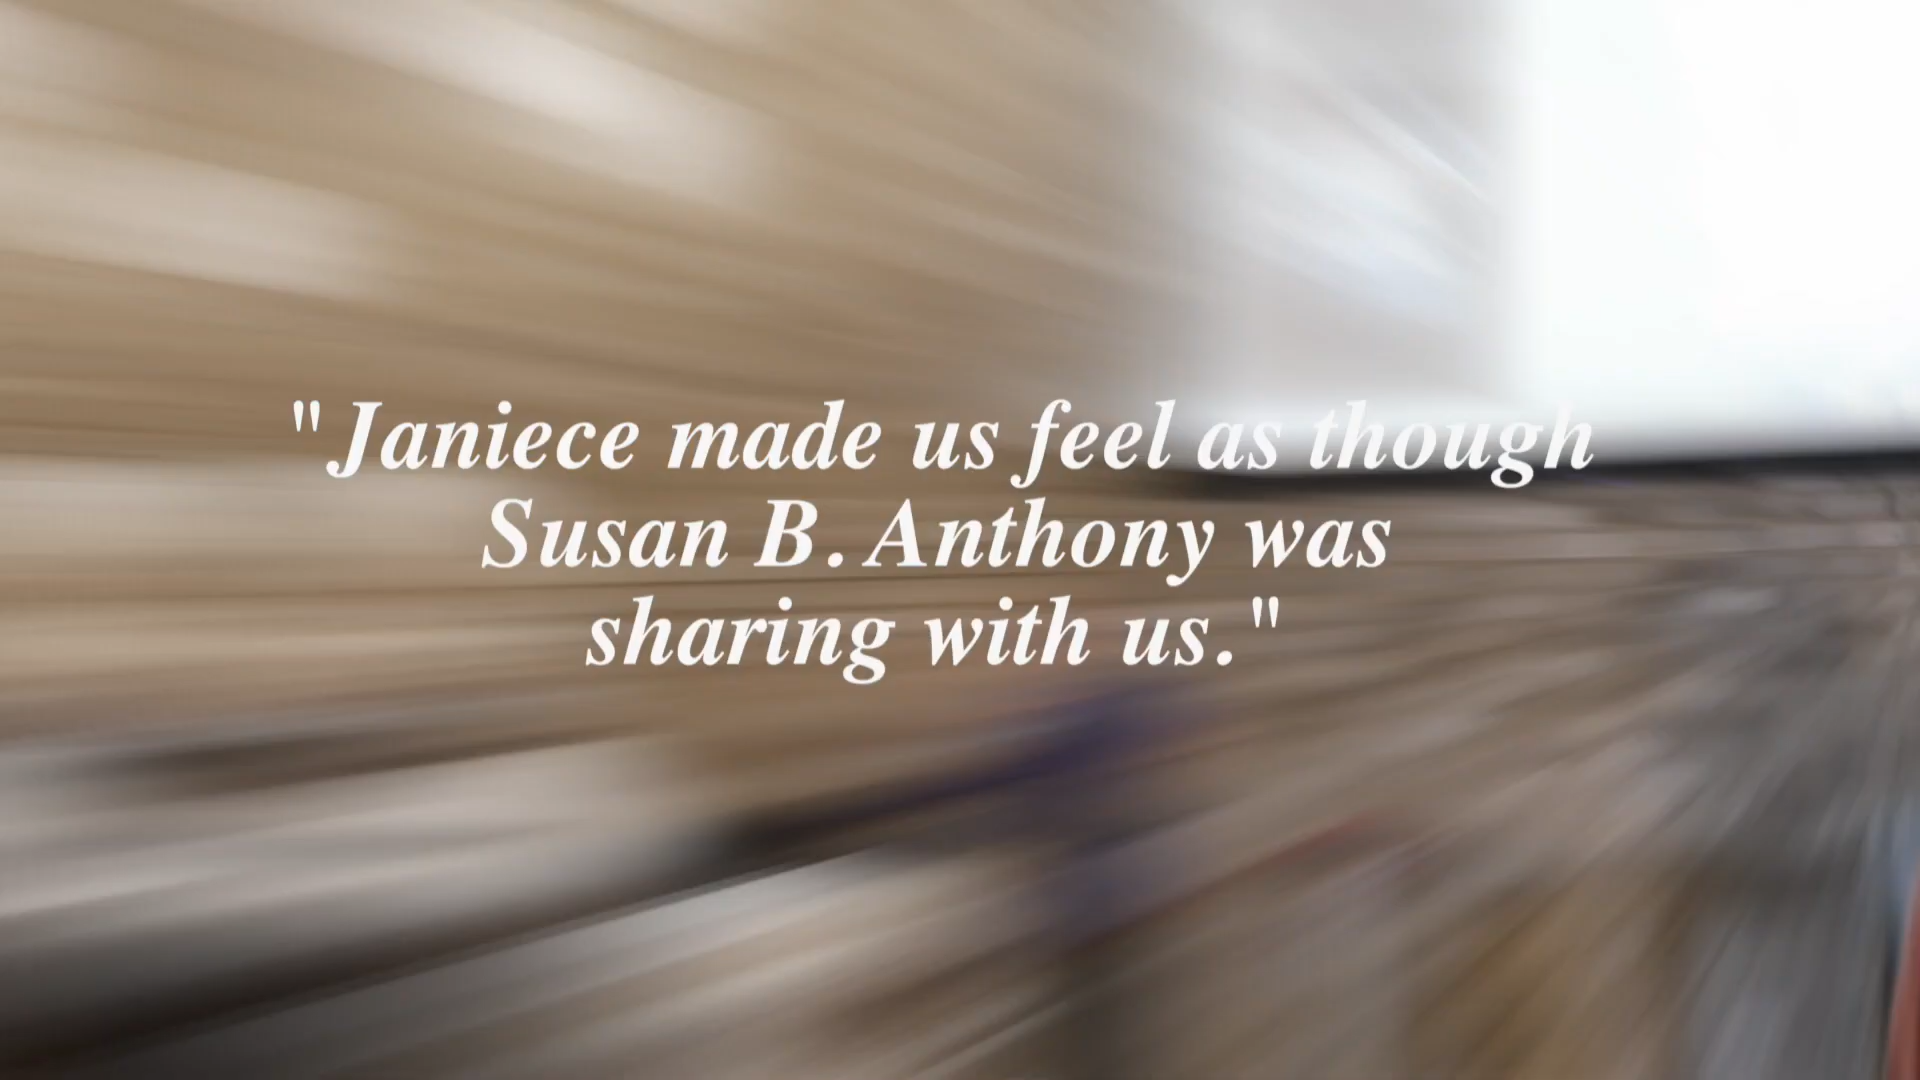 "Janiece made us feel as though
Susan B. Anthony was
sharing with us."